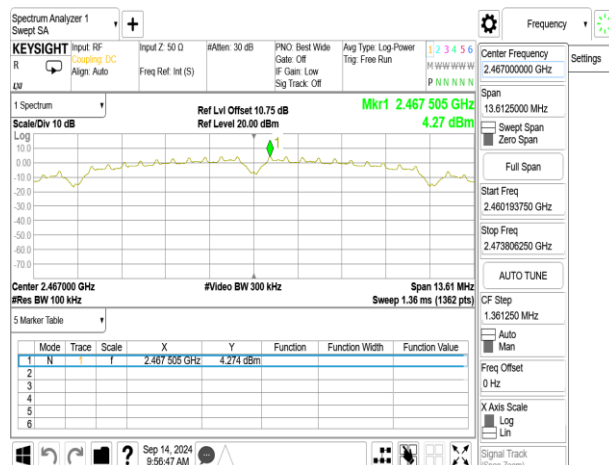 Spectrum Analyzer 1
Swept SA
+
Frequency
KEYSIGHT
R
LXI
Input: RF
Coupling: DC
Align: Auto
Input Z: 50 Ω
Freq Ref: Int (S)
#Atten: 30 dB
PNO: Best Wide
Gate: Off
IF Gain: Low
Sig Track: Off
Avg Type: Log-Power
Trig: Free Run
1 2 3 4 5 6
M W W W W W
P N N N N N
Center Frequency
2.467000000 GHz
Settings
Span
13.6125000 MHz
Swept Span
Zero Span
Full Span
Start Freq
2.460193750 GHz
Stop Freq
2.473806250 GHz
AUTO TUNE
CF Step
1.361250 MHz
Auto
Man
Freq Offset
0 Hz
X Axis Scale
Log
Lin
Signal Track
(Span Zoom)
1 Spectrum
Scale/Div 10 dB
Ref Lvl Offset 10.75 dB
Ref Level 20.00 dBm
Mkr1 2.467 505 GHz
4.27 dBm
Log
10.0
0.00
-10.0
-20.0
-30.0
-40.0
-50.0
-60.0
-70.0
1
Center 2.467000 GHz
#Res BW 100 kHz
#Video BW 300 kHz
Span 13.61 MHz
Sweep 1.36 ms (1362 pts)
5 Marker Table
Mode Trace Scale X Y Function Function Width Function Value
1 N 1 f 2.467 505 GHz 4.274 dBm
2
3
4
5
6
?
Sep 14, 2024
9:56:47 AM